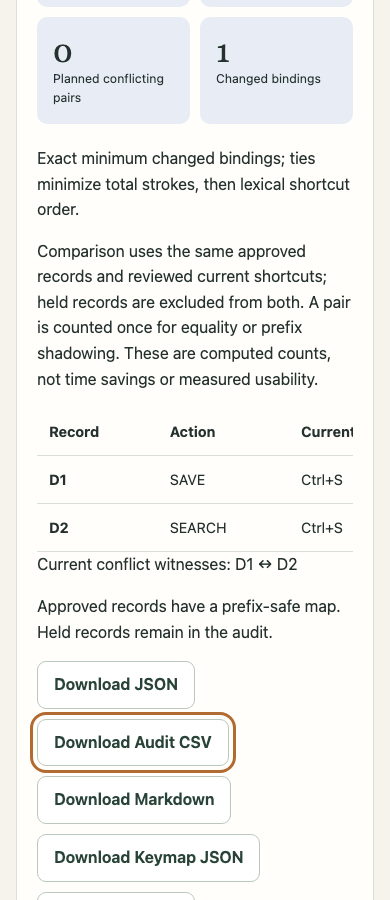 0
Planned conflicting
pairs
1
Changed bindings
Exact minimum changed bindings; ties
minimize total strokes, then lexical shortcut
order.
Comparison uses the same approved
records and reviewed current shortcuts;
held records are excluded from both. A pair
is counted once for equality or prefix
shadowing. These are computed counts,
not time savings or measured usability.
Record Action Current
D1 SAVE Ctrl+S
D2 SEARCH Ctrl+S
Current conflict witnesses: D1 ↔ D2
Approved records have a prefix-safe map.
Held records remain in the audit.
Download JSON
Download Audit CSV
Download Markdown
Download Keymap JSON